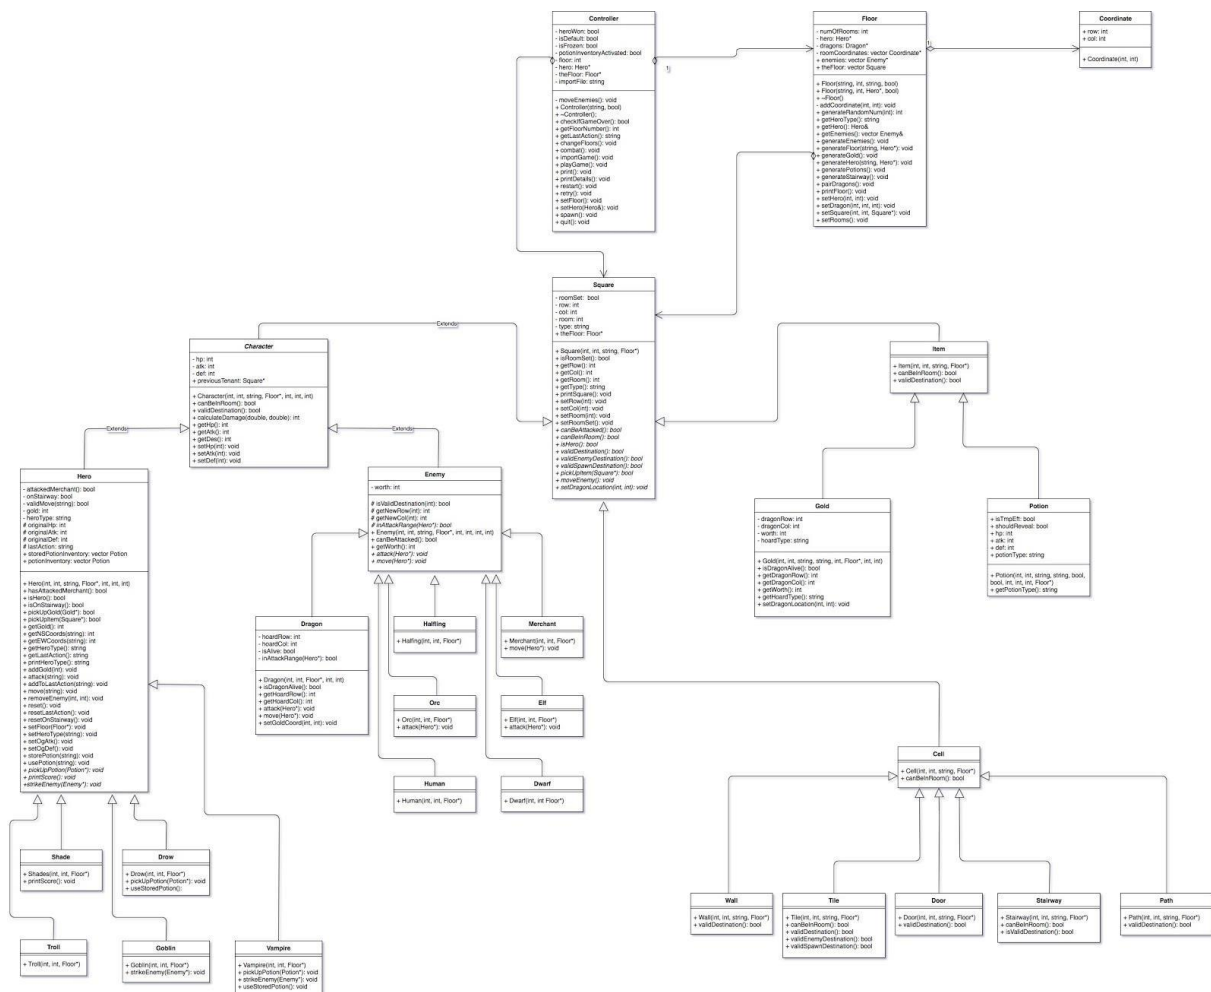 Controller
- heroWon: bool
- isDefault: bool
- isFrozen: bool
- potionInventoryActivated: bool
- floor: int
- hero: Hero*
- theFloor: Floor*
- importFile: string
- moveEnemies(): void
+ Controller(string, bool)
+ ~Controller();
+ checkIfGameOver(): bool
+ getFloorNumber(): int
+ getLastAction(): string
+ changeFloors(): void
+ combat(): void
+ importGame(): void
+ playGame(): void
+ print(): void
+ printDetails(): void
+ restart(): void
+ retry(): void
+ setFloor(): void
+ setHero(Hero&): void
+ spawn(): void
+ quit(): void
Floor
- numOfRooms: int
- hero: Hero*
- dragons: Dragon*
- roomCoordinates: vector Coordinate*
+ enemies: vector Enemy*
+ theFloor: vector Square
+ Floor(string, int, string, bool)
+ Floor(string, int, Hero*, bool)
+ ~Floor()
- addCoordinate(int, int): void
+ generateRandomNum(int): int
+ getHeroType(): string
+ getHero(): Hero&
+ getEnemies(): vector Enemy&
+ generateEnemies(): void
+ generateFloor(string, Hero*): void
+ generateGold(): void
+ generateHero(string, Hero*): void
+ generatePotions(): void
+ generateStairway(): void
+ pairDragons(): void
+ printFloor(): void
+ setHero(int, int): void
+ setDragon(int, int, int): void
+ setSquare(int, int, Square*): void
+ setRooms(): void
Coordinate
+ row: int
+ col: int
+ Coordinate(int, int)
Square
- roomSet: bool
- row: int
- col: int
- room: int
- type: string
+ theFloor: Floor*
+ Square(int, int, string, Floor*)
+ isRoomSet(): bool
+ getRow(): int
+ getCol(): int
+ getRoom(): int
+ getType(): string
+ printSquare(): void
+ setRow(int): void
+ setCol(int): void
+ setRoom(int): void
+ setRoomSet(): void
+ canBeAttacked(): bool
+ canBeInRoom(): bool
+ isHero(): bool
+ validDestination(): bool
+ validEnemyDestination(): bool
+ validSpawnDestination(): bool
+ pickUpItem(Square*): bool
+ moveEnemy(): void
+ setDragonLocation(int, int): void
Extends
Character
- hp: int
- atk: int
- def: int
+ previousTenant: Square*
+ Character(int, int, string, Floor*, int, int, int)
+ canBeInRoom(): bool
+ validDestination(): bool
+ calculateDamage(double, double): int
+ getHp(): int
+ getAtk(): int
+ getDes(): int
+ setHp(int): void
+ setAtk(int): void
+ setDef(int): void
Extends
Extends
Item
+ Item(int, int, string, Floor*)
+ canBeInRoom(): bool
+ validDestination(): bool
Hero
- attackedMerchant(): bool
- onStairway: bool
- validMove(string): bool
- gold: int
- heroType: string
# originalHp: int
# originalAtk: int
# originalDef: int
# lastAction: string
+ storedPotionInventory: vector Potion
+ potionInventory: vector Potion
+ Hero(int, int, string, Floor*, int, int, int)
+ hasAttackedMerchant(): bool
+ isHero(): bool
+ isOnStairway(): bool
+ pickUpGold(Gold*): bool
+ pickUpItem(Square*): bool
+ getGold(): int
+ getNSCoords(string): int
+ getEWCoords(string): int
+ getHeroType(): string
+ getLastAction(): string
+ printHeroType(): string
+ addGold(int): void
+ attack(string): void
+ addToLastAction(string): void
+ move(string): void
+ removeEnemy(int, int): void
+ reset(): void
+ resetLastAction(): void
+ resetOnStairway(): void
+ setFloor(Floor*): void
+ setHeroType(string): void
+ setOgAtk(): void
+ setOgDef(): void
+ storePotion(string): void
+ usePotion(string): void
+ pickUpPotion(Potion*): void
+ printScore(): void
+strikeEnemy(Enemy*): void
Enemy
- worth: int
# isValidDestination(int): bool
# getNewRow(int): int
# getNewCol(int): int
# inAttackRange(Hero*): bool
+ Enemy(int, int, string, Floor*, int, int, int, int)
+ canBeAttacked(): bool
+ getWorth(): int
+ attack(Hero*): void
+ move(Hero*): void
Gold
- dragonRow: int
- dragonCol: int
- worth: int
- hoardType: string
+ Gold(int, int, string, string, int, Floor*, int, int)
+ isDragonAlive(): bool
+ getDragonRow(): int
+ getDragonCol(): int
+ getWorth(): int
+ getHoardType(): string
+ setDragonLocation(int, int): void
Potion
+ isTmpEft: bool
+ shouldReveal: bool
+ hp: int
+ atk: int
+ def: int
+ potionType: string
+ Potion(int, int, string, string, bool,
bool, int, int, int, Floor*)
+ getPotionType(): string
Dragon
- hoardRow: int
- hoardCol: int
- isAlive: bool
- inAttackRange(Hero*): bool
+ Dragon(int, int, Floor*, int, int)
+ isDragonAlive(): bool
+ getHoardRow(): int
+ getHoardCol(): int
+ attack(Hero*): void
+ move(Hero*): void
+ setGoldCoord(int, int): void
Halfling
+ Halfing(int, int, Floor*)
Merchant
+ Merchant(int, int, Floor*)
+ move(Hero*): void
Orc
+ Orc(int, int, Floor*)
+ attack(Hero*): void
Elf
+ Elf(int, int, Floor*)
+ attack(Hero*): void
Human
+ Human(int, int, Floor*)
Dwarf
+ Dwarf(int, int Floor*)
Cell
+ Cell(int, int, string, Floor*)
+ canBeInRoom(): bool
Shade
+ Shades(int, int, Floor*)
+ printScore(): void
Drow
+ Drow(int, int, Floor*)
+ pickUpPotion(Potion*): void
+ useStoredPotion():
Wall
+ Wall(int, int, string, Floor*)
+ validDestination(): bool
Tile
+ Tile(int, int, string, Floor*)
+ canBeInRoom(): bool
+ validDestination(): bool
+ validEnemyDestination(): bool
+ validSpawnDestination(): bool
Door
+ Door(int, int, string, Floor*)
+ validDestination(): bool
Stairway
+ Stairway(int, int, string, Floor*)
+ canBeInRoom(): bool
+ isValidDestination(): bool
Path
+ Path(int, int, string, Floor*)
+ validDestination(): bool
Troll
+ Troll(int, int, Floor*)
Goblin
+ Goblin(int, int, Floor*)
+ strikeEnemy(Enemy*): void
Vampire
+ Vampire(int, int, Floor*)
+ pickUpPotion(Potion*): void
+ strikeEnemy(Enemy*): void
+ useStoredPotion(): void